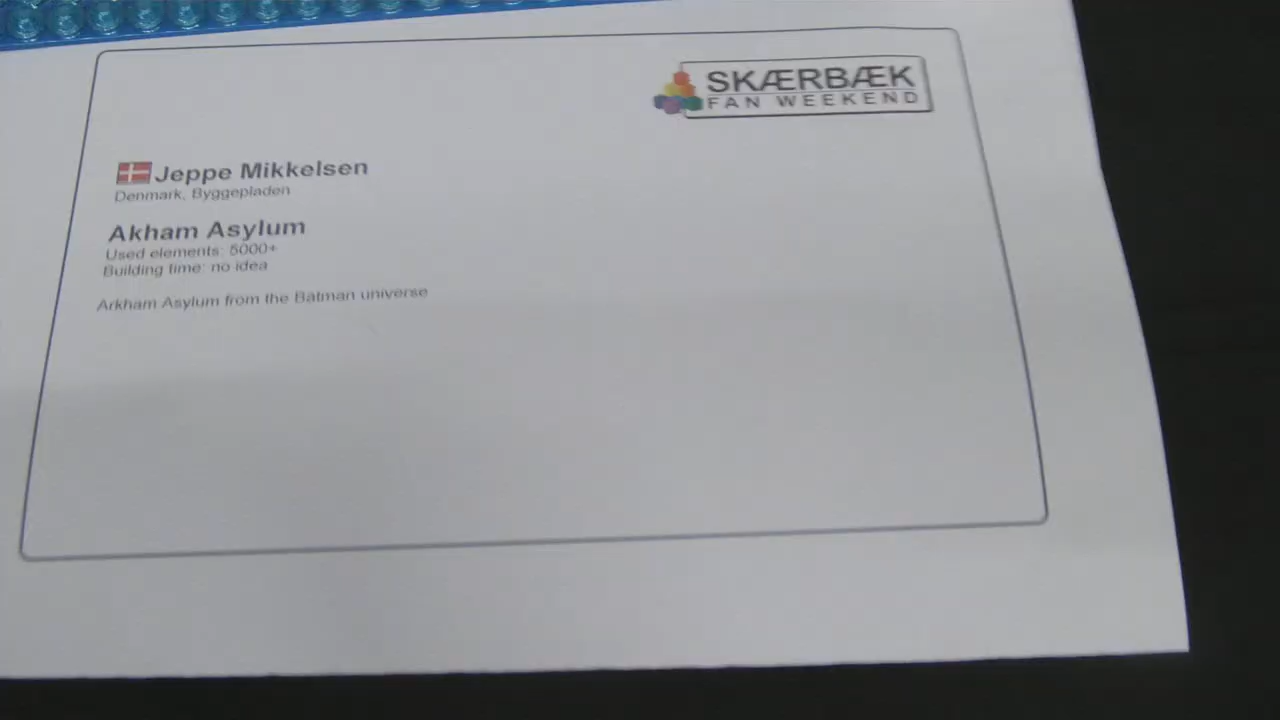 SKÆRBÆK
FAN WEEKEND
Jeppe Mikkelsen
Denmark, Byggepladen
Akham Asylum
Used elements: 5000+
Building time: no idea
Arkham Asylum from the Batman universe